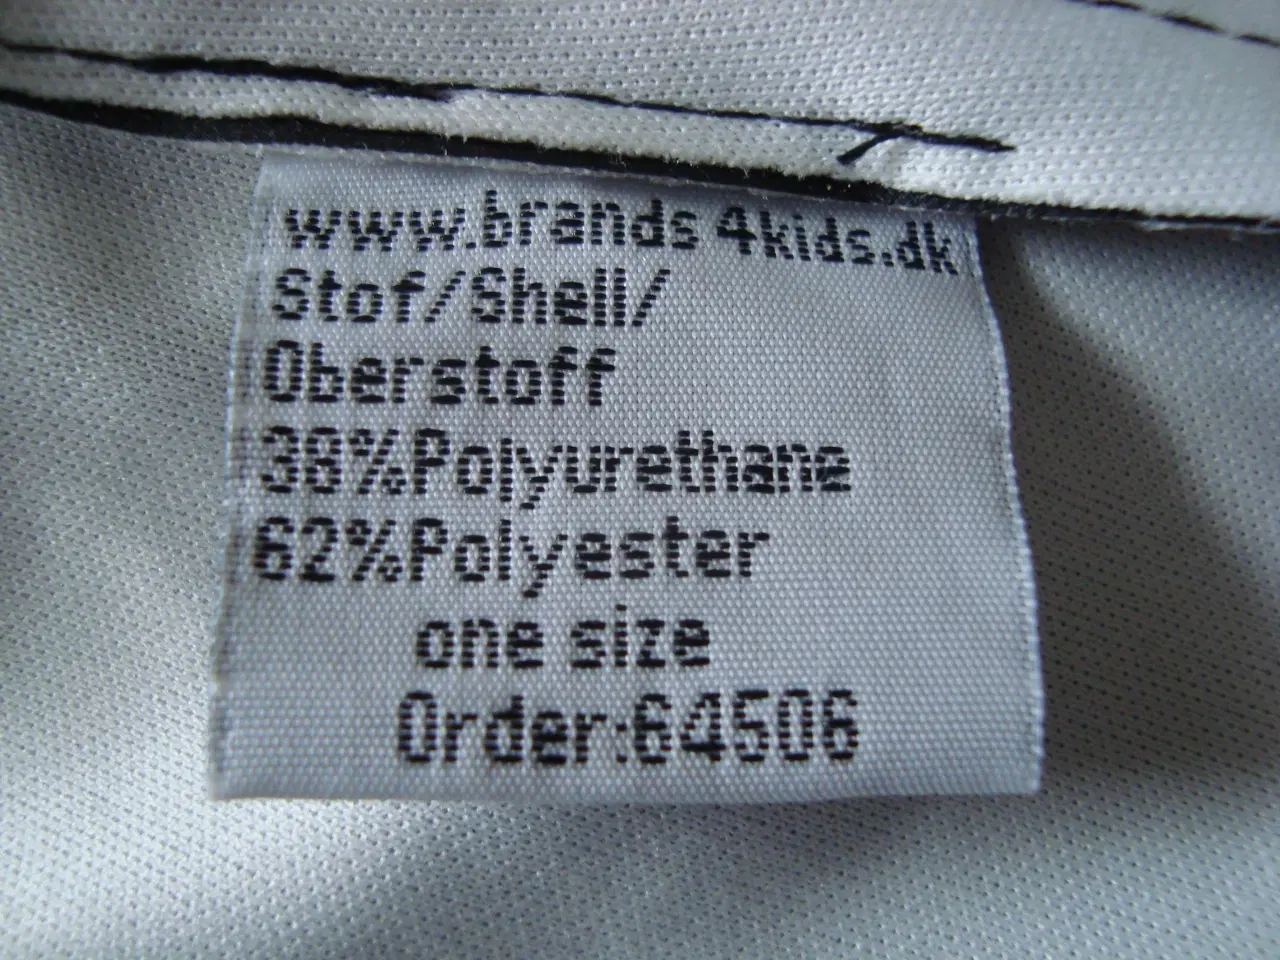 www.brands4kids.dk
Stof/Shell/
Oberstoff
38%Polyurethane
62%Polyester
one size
Order:64506